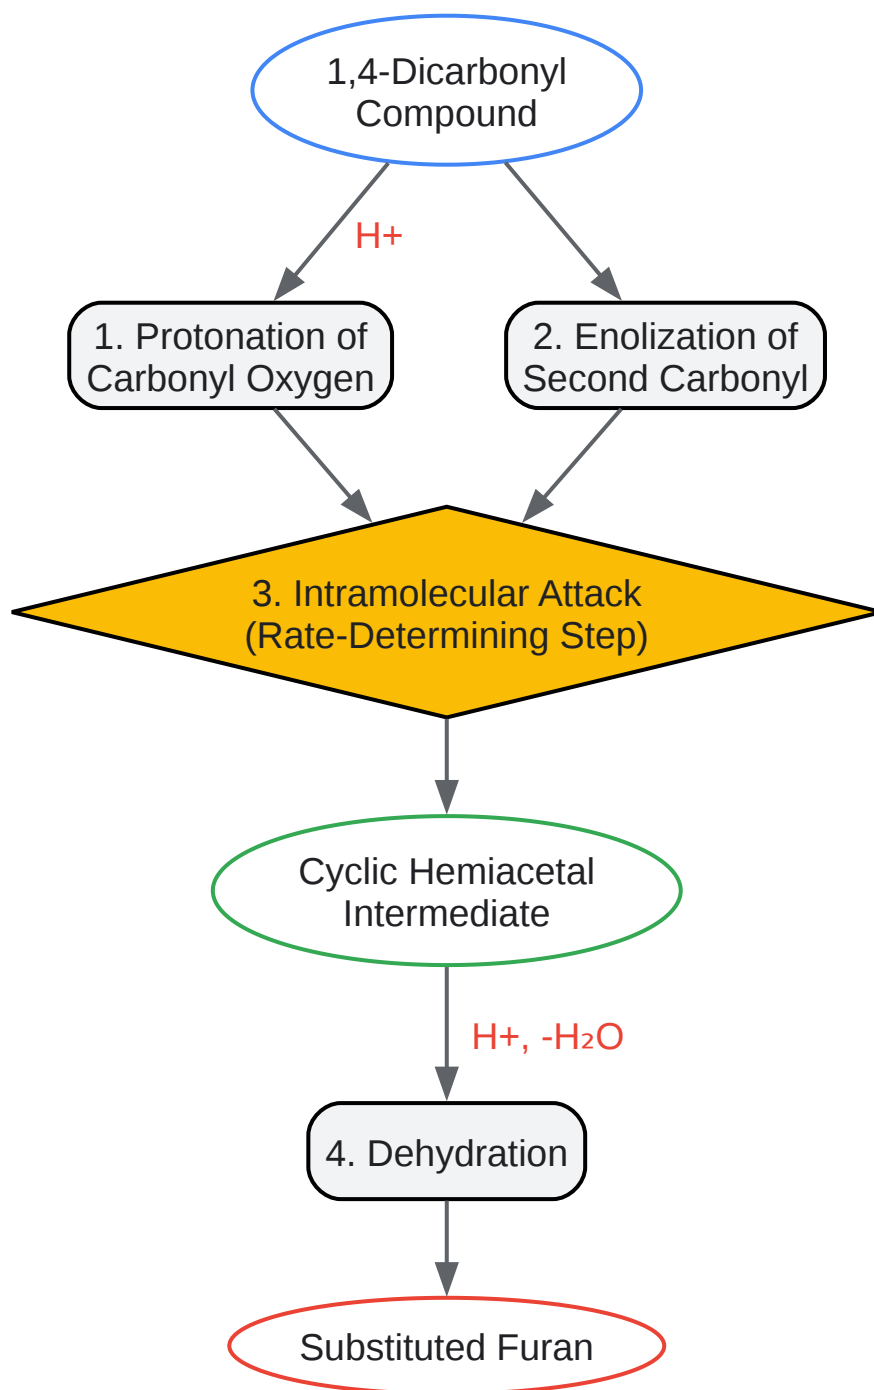 1,4-Dicarbonyl
Compound
H+
1. Protonation of
Carbonyl Oxygen
2. Enolization of
Second Carbonyl
3. Intramolecular Attack
(Rate-Determining Step)
Cyclic Hemiacetal
Intermediate
H+, -H₂O
4. Dehydration
Substituted Furan